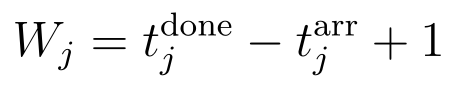 W_j = t_j^{done} − t_j^{arr} + 1